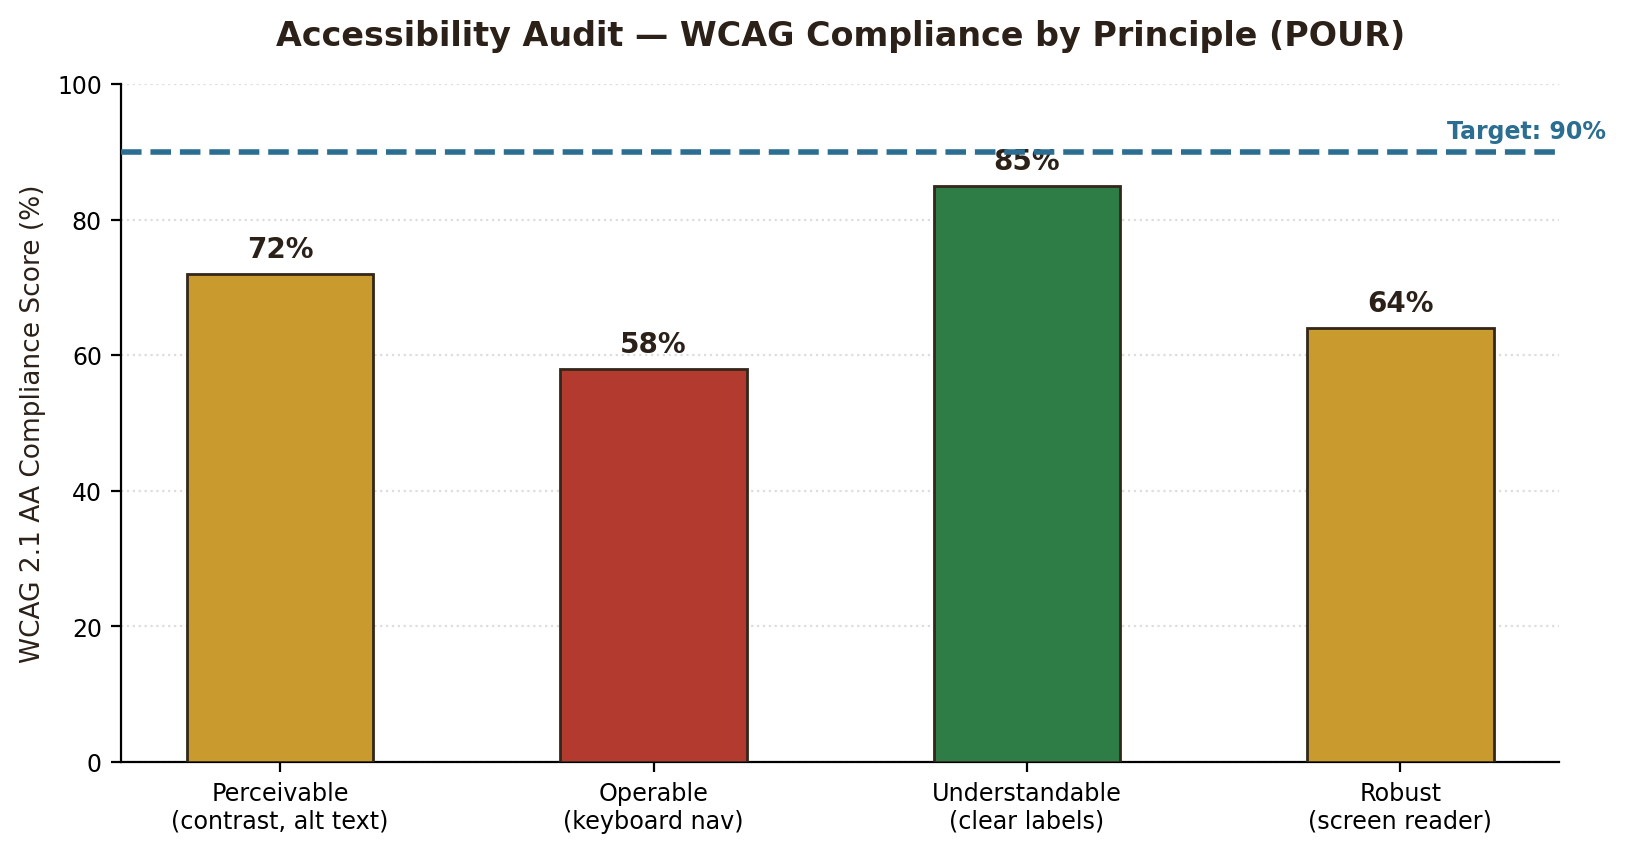 Accessibility Audit — WCAG Compliance by Principle (POUR)
WCAG 2.1 AA Compliance Score (%)
100
80
60
40
20
0
Target: 90%
72%
58%
85%
64%
Perceivable
(contrast, alt text)
Operable
(keyboard nav)
Understandable
(clear labels)
Robust
(screen reader)